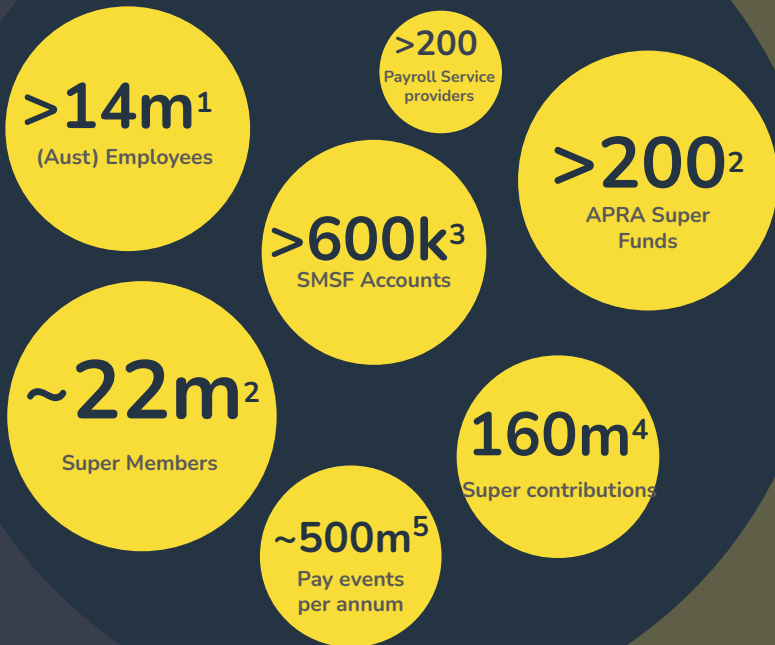 >14m¹
(Aust) Employees
>200
Payroll Service
providers
>200²
APRA Super
Funds
>600k³
SMSF Accounts
~22m²
Super Members
160m⁴
Super contributions
~500m⁵
Pay events
per annum